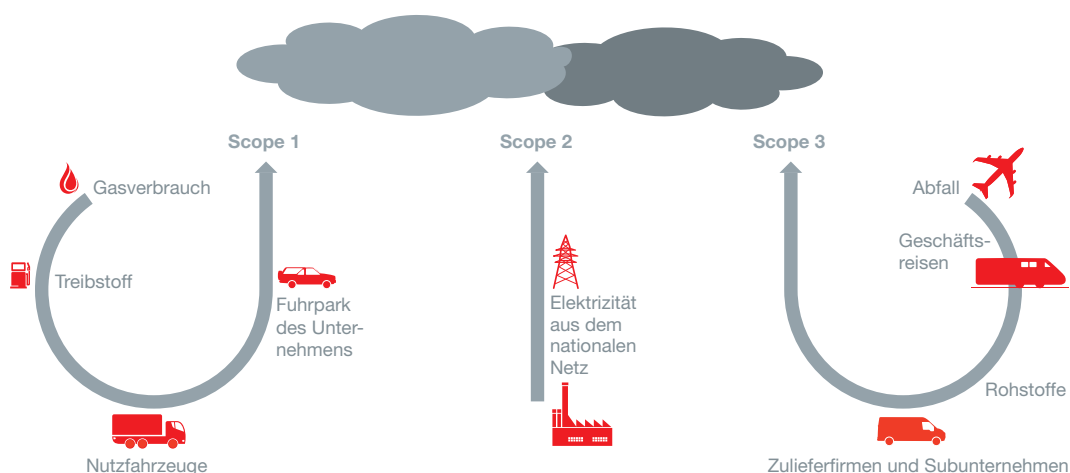 Scope 1
Scope 2
Scope 3
Gasverbrauch
Treibstoff
Fuhrpark
des Unter-
nehmens
Nutzfahrzeuge
Elektrizität
aus dem
nationalen
Netz
Abfall
Geschäfts-
reisen
Rohstoffe
Zulieferfirmen und Subunternehmen